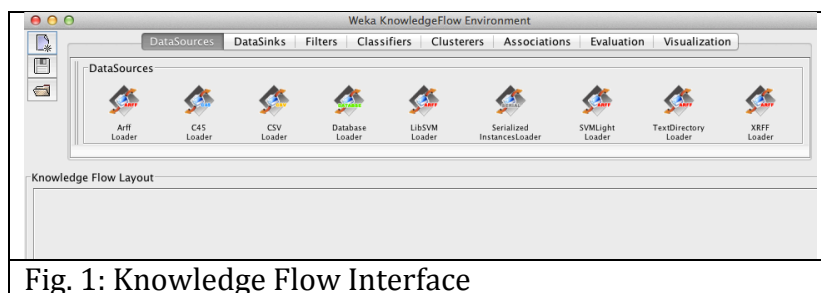 Weka KnowledgeFlow Environment
DataSources DataSinks Filters Classifiers Clusterers Associations Evaluation Visualization
DataSources
Arff Loader
C45 Loader
CSV Loader
Database Loader
LibSVM Loader
Serialized InstancesLoader
SVMLight Loader
TextDirectory Loader
XRFF Loader
Knowledge Flow Layout
Fig. 1: Knowledge Flow Interface